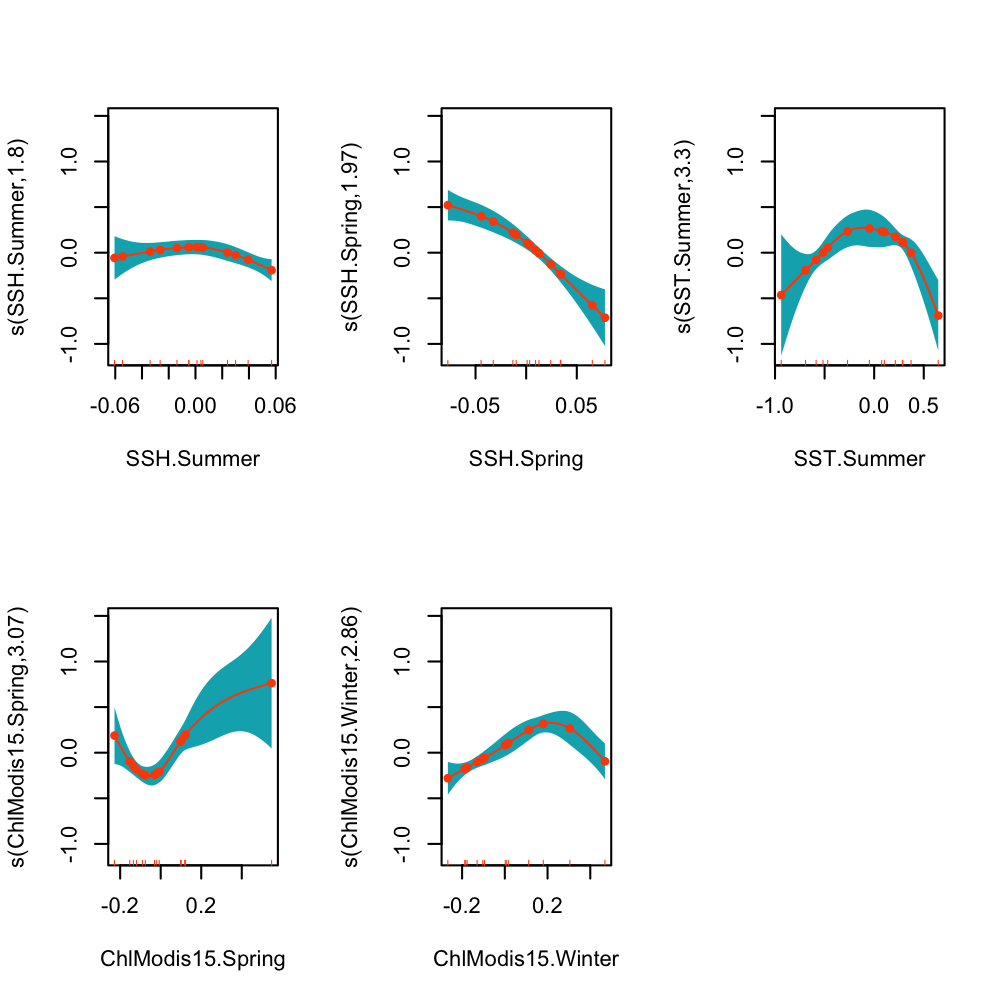 s(SSH.Summer,1.8)
1.0
0.0
-1.0
-0.06 0.00 0.06
SSH.Summer
s(SSH.Spring,1.97)
1.0
0.0
-1.0
-0.05 0.05
SSH.Spring
s(SST.Summer,3.3)
1.0
0.0
-1.0
-1.0 0.0 0.5
SST.Summer
s(ChlModis15.Spring,3.07)
1.0
0.0
-1.0
-0.2 0.2
ChlModis15.Spring
s(ChlModis15.Winter,2.86)
1.0
0.0
-1.0
-0.2 0.2
ChlModis15.Winter